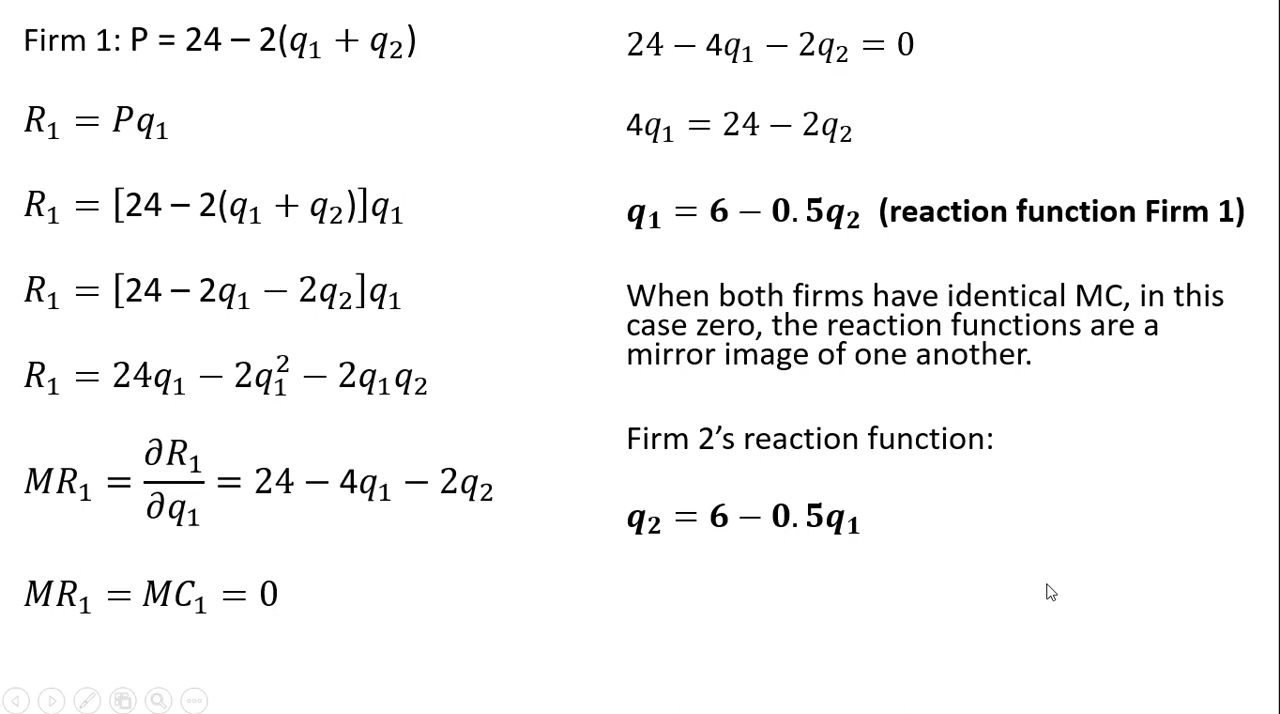 Firm 1: P = 24 – 2(q₁ + q₂)
R₁ = Pq₁
R₁ = [24 – 2(q₁ + q₂)]q₁
R₁ = [24 – 2q₁ − 2q₂]q₁
R₁ = 24q₁ − 2q₁² − 2q₁q₂
MR₁ = ∂R₁/∂q₁ = 24 − 4q₁ − 2q₂
MR₁ = MC₁ = 0
24 − 4q₁ − 2q₂ = 0
4q₁ = 24 − 2q₂
q₁ = 6 − 0.5q₂ (reaction function Firm 1)
When both firms have identical MC, in this
case zero, the reaction functions are a
mirror image of one another.
Firm 2’s reaction function:
q₂ = 6 − 0.5q₁